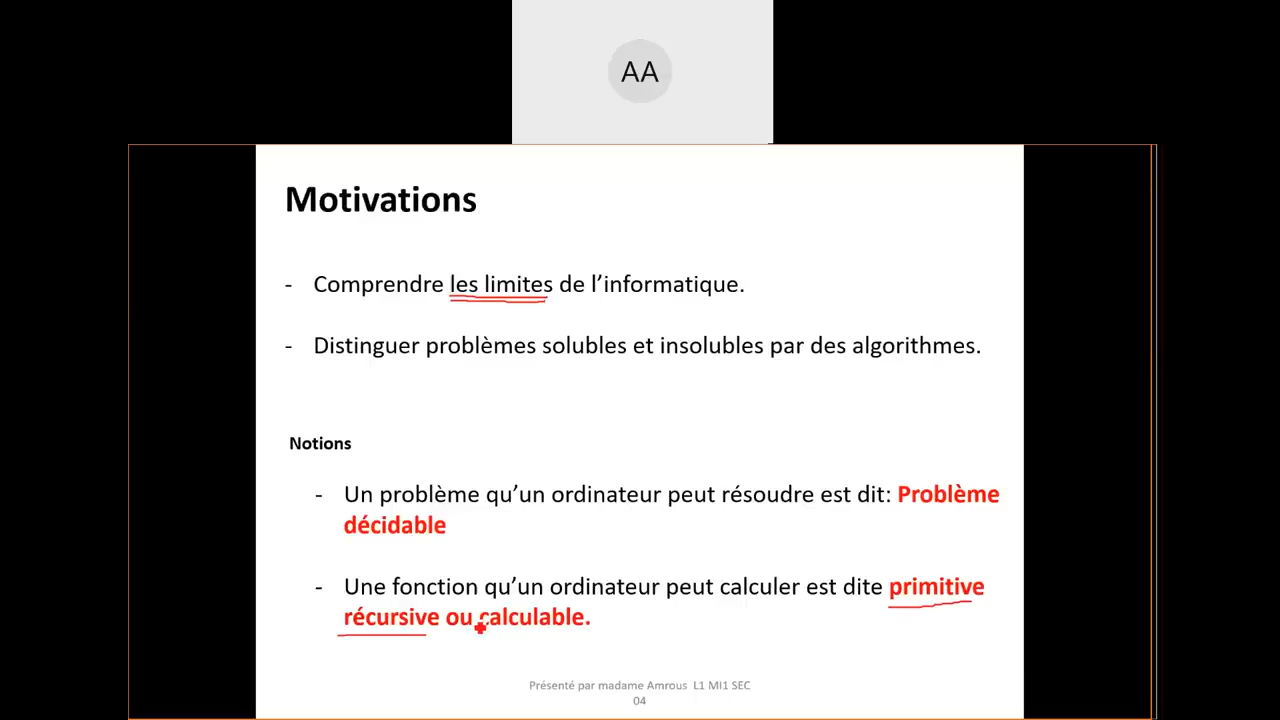 AA
Motivations
- Comprendre les limites de l’informatique.
- Distinguer problèmes solubles et insolubles par des algorithmes.
Notions
- Un problème qu’un ordinateur peut résoudre est dit: Problème
décidable
- Une fonction qu’un ordinateur peut calculer est dite primitive
récursive ou calculable.
Présenté par madame Amrous L1 MI1 SEC
04